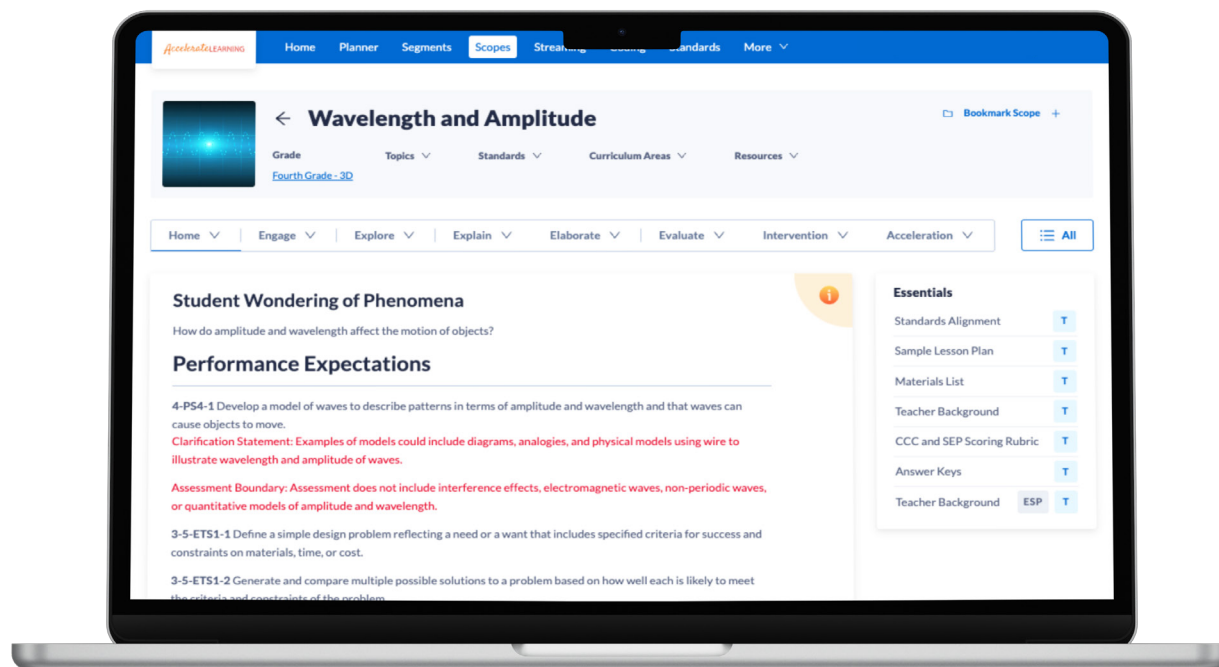 AccelerateLEARNING
Home Planner Segments Scopes Standards More
Wavelength and Amplitude
Bookmark Scope +
Grade Topics Standards Curriculum Areas Resources
Fourth Grade - 3D
Home Engage Explore Explain Elaborate Evaluate Intervention Acceleration All
Student Wondering of Phenomena
How do amplitude and wavelength affect the motion of objects?
Performance Expectations
4-PS4-1 Develop a model of waves to describe patterns in terms of amplitude and wavelength and that waves can
cause objects to move.
Clarification Statement: Examples of models could include diagrams, analogies, and physical models using wire to
illustrate wavelength and amplitude of waves.
Assessment Boundary: Assessment does not include interference effects, electromagnetic waves, non-periodic waves,
or quantitative models of amplitude and wavelength.
3-5-ETS1-1 Define a simple design problem reflecting a need or a want that includes specified criteria for success and
constraints on materials, time, or cost.
3-5-ETS1-2 Generate and compare multiple possible solutions to a problem based on how well each is likely to meet
the criteria and constraints of the problem
i
Essentials
Standards Alignment T
Sample Lesson Plan T
Materials List T
Teacher Background T
CCC and SEP Scoring Rubric T
Answer Keys T
Teacher Background ESP T